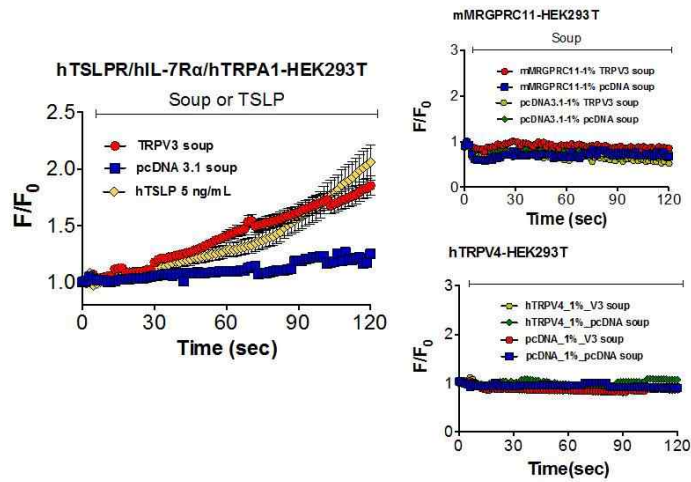 hTSLPR/hIL-7Rα/hTRPA1-HEK293T
Soup or TSLP
TRPV3 soup
pcDNA 3.1 soup
hTSLP 5 ng/mL
2.5
2.0
1.5
1.0
F/F0
0 30 60 90 120
Time (sec)
mMRGPRC11-HEK293T
Soup
mMRGPRC11-1% TRPV3 soup
mMRGPRC11-1% pcDNA soup
pcDNA3.1-1% TRPV3 soup
pcDNA3.1-1% pcDNA soup
3
2
1
0
F/F0
0 30 60 90 120
Time (sec)
hTRPV4-HEK293T
hTRPV4_1%_V3 soup
hTRPV4_1%_pcDNA soup
pcDNA_1%_V3 soup
pcDNA_1%_pcDNA soup
3
2
1
0
F/F0
0 30 60 90 120
Time(sec)